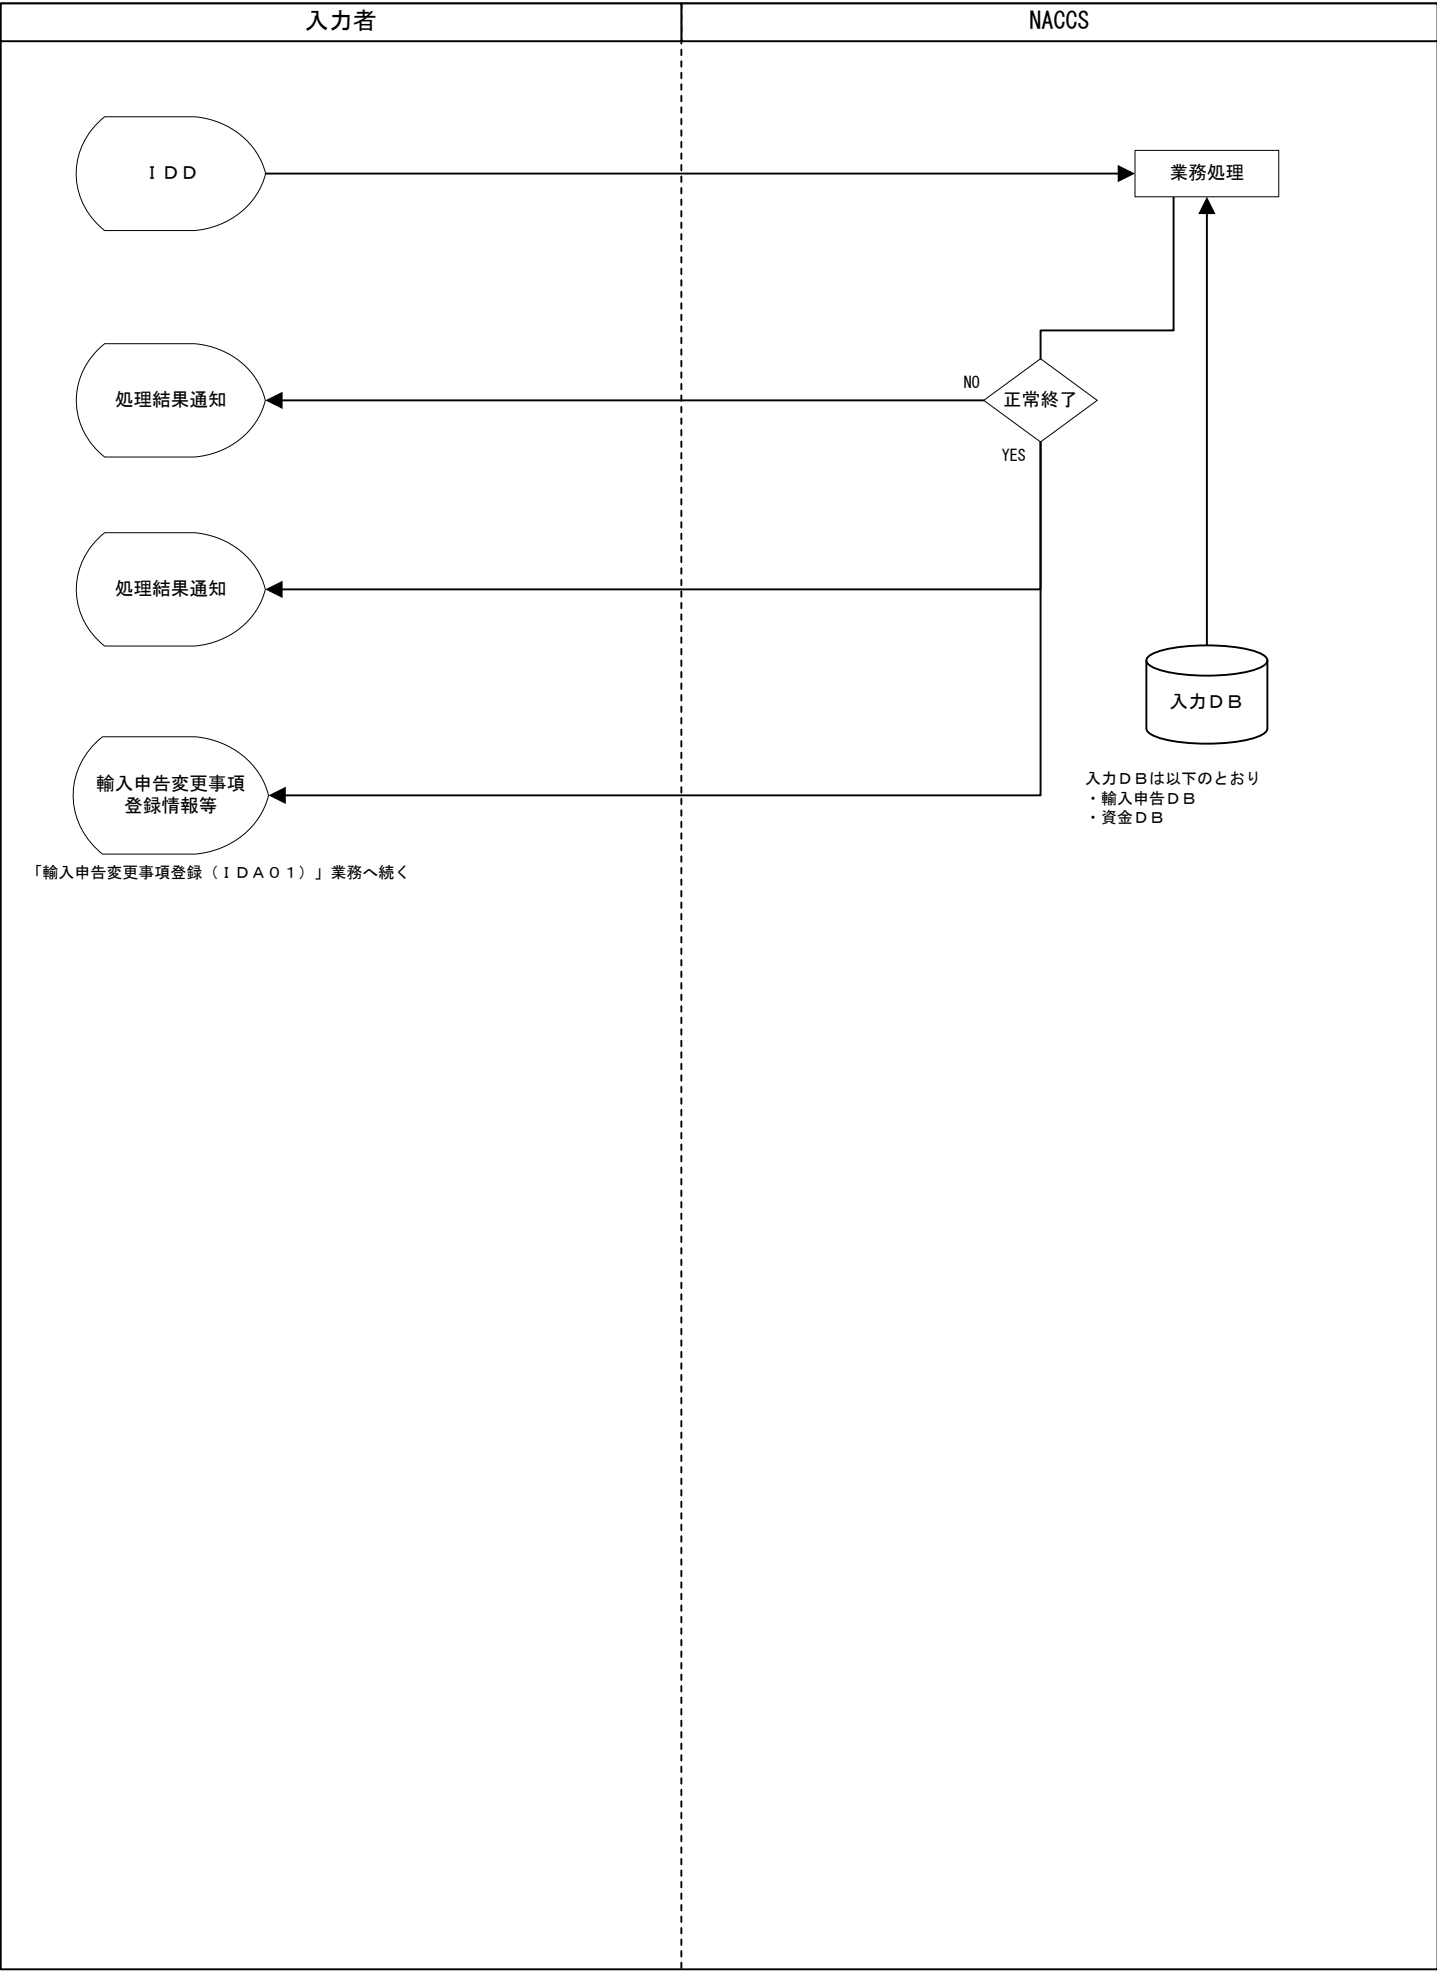 入力者
NACCS
ＩＤＤ
業務処理
処理結果通知
NO
正常終了
YES
処理結果通知
入力ＤＢ
輸入申告変更事項
登録情報等
入力ＤＢは以下のとおり
・輸入申告ＤＢ
・資金ＤＢ
「輸入申告変更事項登録（ＩＤＡ０１）」業務へ続く